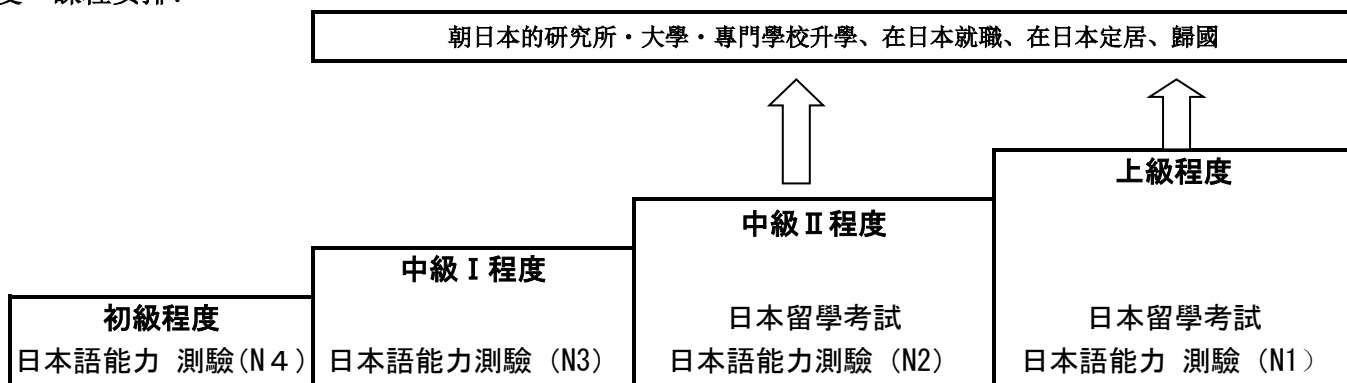 課程安排:
朝日本的研究所・大學・專門學校升學、在日本就職、在日本定居、歸國
上級程度
中級Ⅱ程度
中級Ⅰ程度
初級程度
日本留學考試
日本留學考試
日本語能力 測驗(N4)
日本語能力測驗 (N3)
日本語能力測驗 (N2)
日本語能力 測驗 (N1)